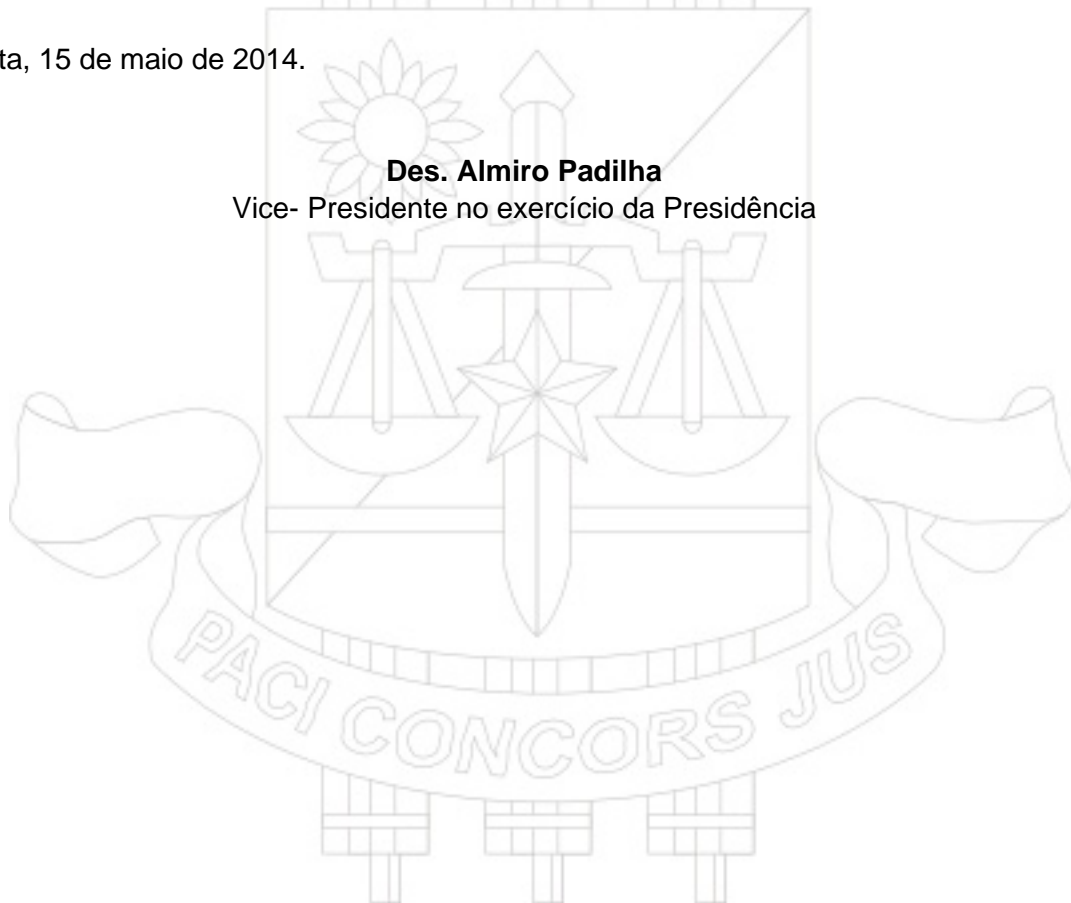 ta, 15 de maio de 2014.
Des. Almiro Padilha
Vice- Presidente no exercício da Presidência
PACI CONCORS JUS